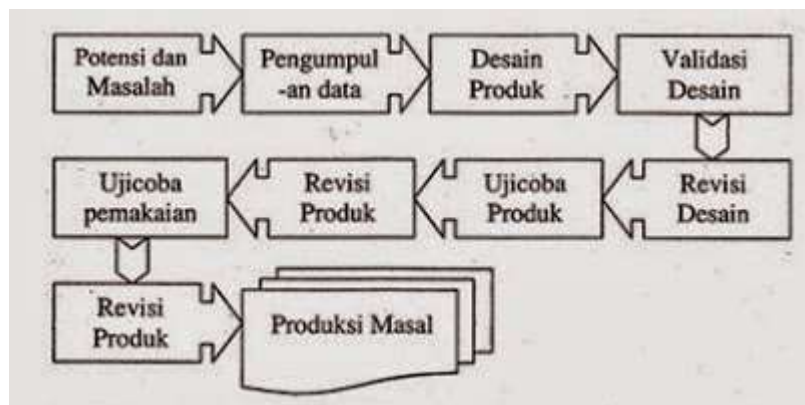 Potensi dan
Masalah
Pengumpul
-an data
Desain
Produk
Validasi
Desain
Ujicoba
pemakaian
Revisi
Produk
Ujicoba
Produk
Revisi
Desain
Revisi
Produk
Produksi Masal